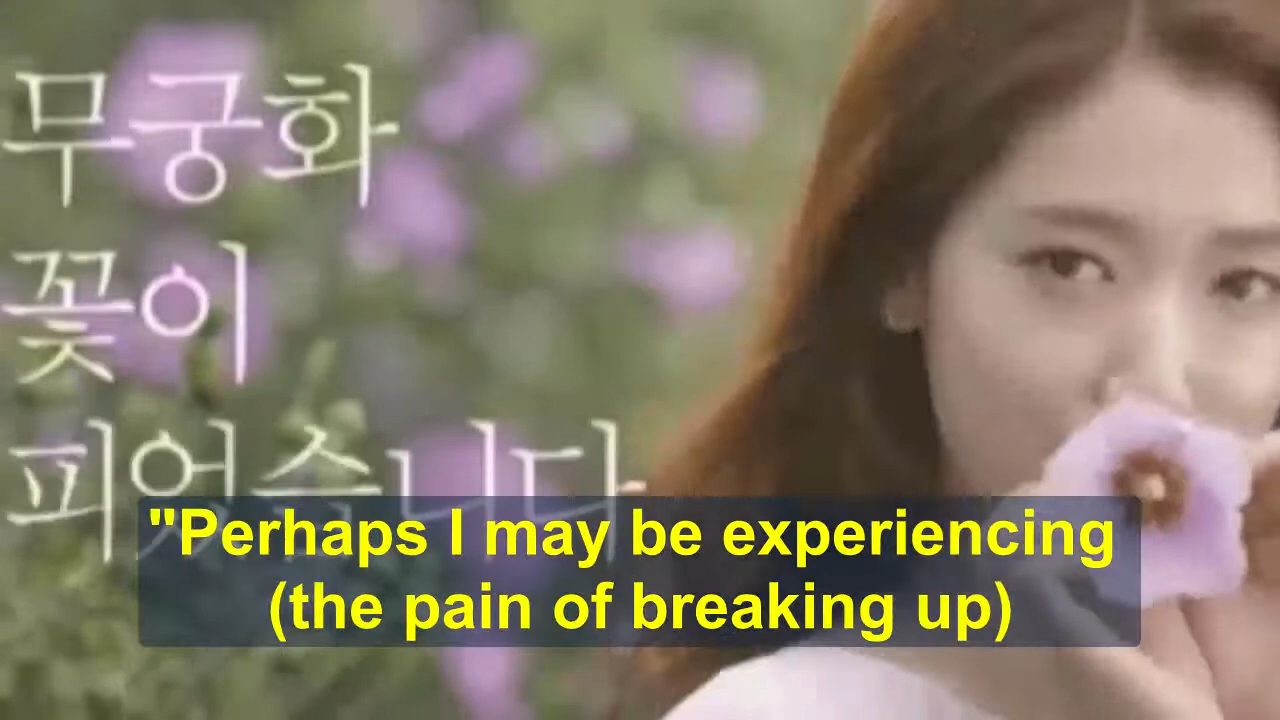 무궁화
꽃이
피었습니다
"Perhaps I may be experiencing
(the pain of breaking up)